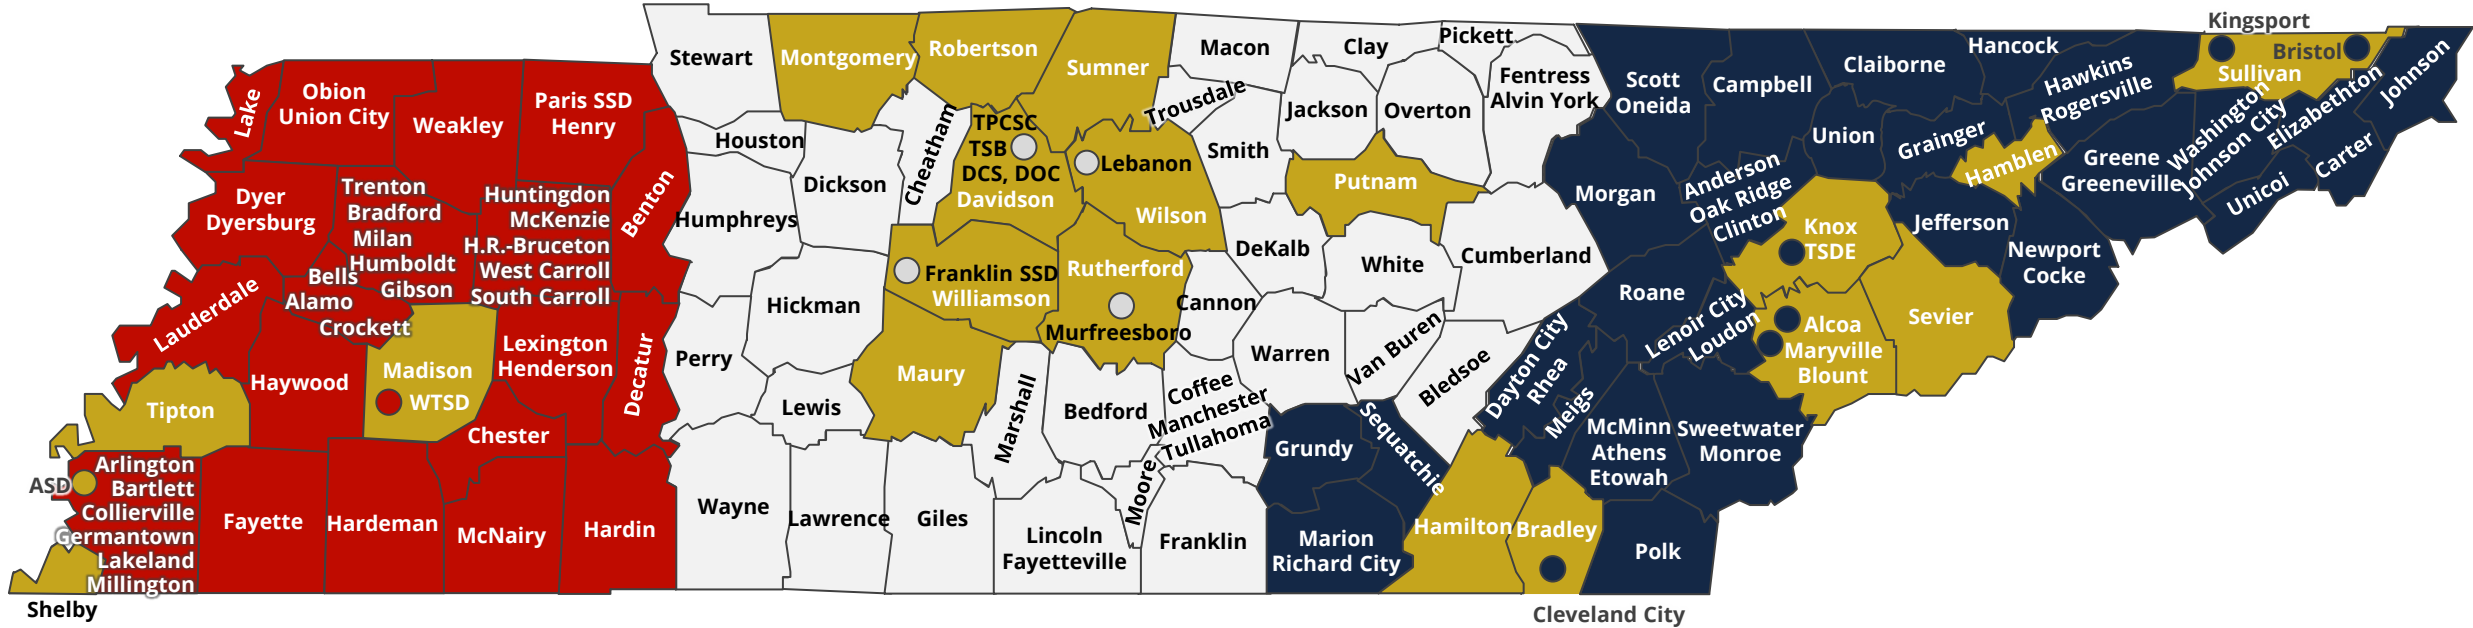 Lake
Obion
Union City
Weakley
Paris SSD
Henry
Dyer
Dyersburg
Trenton
Bradford
Milan
Humboldt
Gibson
Huntingdon
McKenzie
H.R.-Bruceton
West Carroll
South Carroll
Benton
Lauderdale
Bells
Alamo
Crockett
Haywood
Madison
WTSD
Lexington
Henderson
Decatur
Tipton
Chester
ASD
Arlington
Bartlett
Collierville
Germantown
Lakeland
Millington
Shelby
Fayette
Hardeman
McNairy
Hardin
Stewart
Montgomery
Robertson
Sumner
Macon
Clay
Pickett
Fentress
Alvin York
Houston
Dickson
Cheatham
TPCSC
TSB
DCS, DOC
Davidson
Lebanon
Wilson
Trousdale
Smith
Jackson
Overton
Putnam
Humphreys
Hickman
Franklin SSD
Williamson
Rutherford
Murfreesboro
Cannon
DeKalb
White
Cumberland
Perry
Lewis
Maury
Marshall
Bedford
Coffee
Manchester
Tullahoma
Warren
Van Buren
Bledsoe
Wayne
Lawrence
Giles
Lincoln
Fayetteville
Moore
Franklin
Scott
Oneida
Campbell
Claiborne
Hancock
Hawkins
Rogersville
Kingsport
Bristol
Sullivan
Johnson
Union
Grainger
Hamblen
Greene
Greeneville
Washington
Johnson City
Elizabethton
Carter
Unicoi
Morgan
Anderson
Oak Ridge
Clinton
Knox
TSDE
Jefferson
Newport
Cocke
Roane
Lenoir City
Loudon
Alcoa
Maryville
Blount
Sevier
Dayton City
Rhea
Meigs
McMinn
Athens
Etowah
Sweetwater
Monroe
Grundy
Sequatchie
Marion
Richard City
Hamilton
Bradley
Polk
Cleveland City